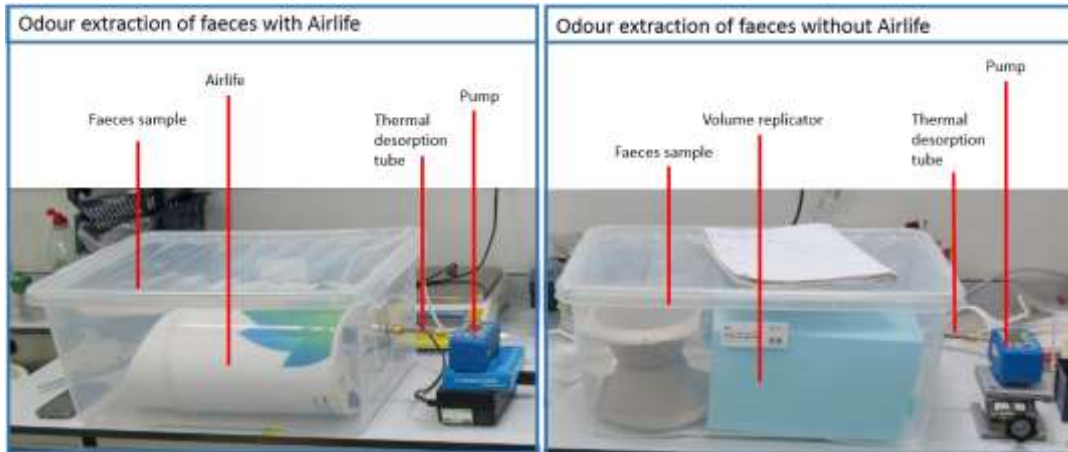 Odour extraction of faeces with Airlife
Airlife
Faeces sample
Thermal
desorption
tube
Pump
Odour extraction of faeces without Airlife
Pump
Volume replicator
Thermal
desorption
tube
Faeces sample